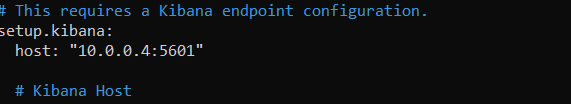 # This requires a Kibana endpoint configuration.
setup.kibana:
  host: "10.0.0.4:5601"
  # Kibana Host